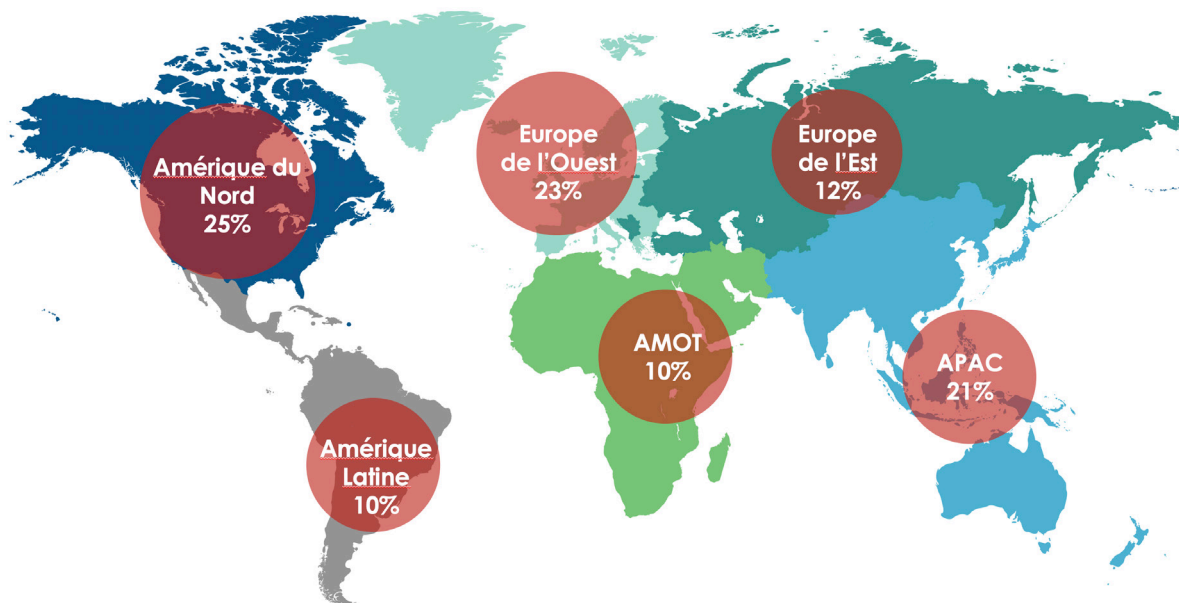 Amérique du
Nord
25%
Europe
de l'Ouest
23%
Europe
de l'Est
12%
AMOT
10%
APAC
21%
Amérique
Latine
10%